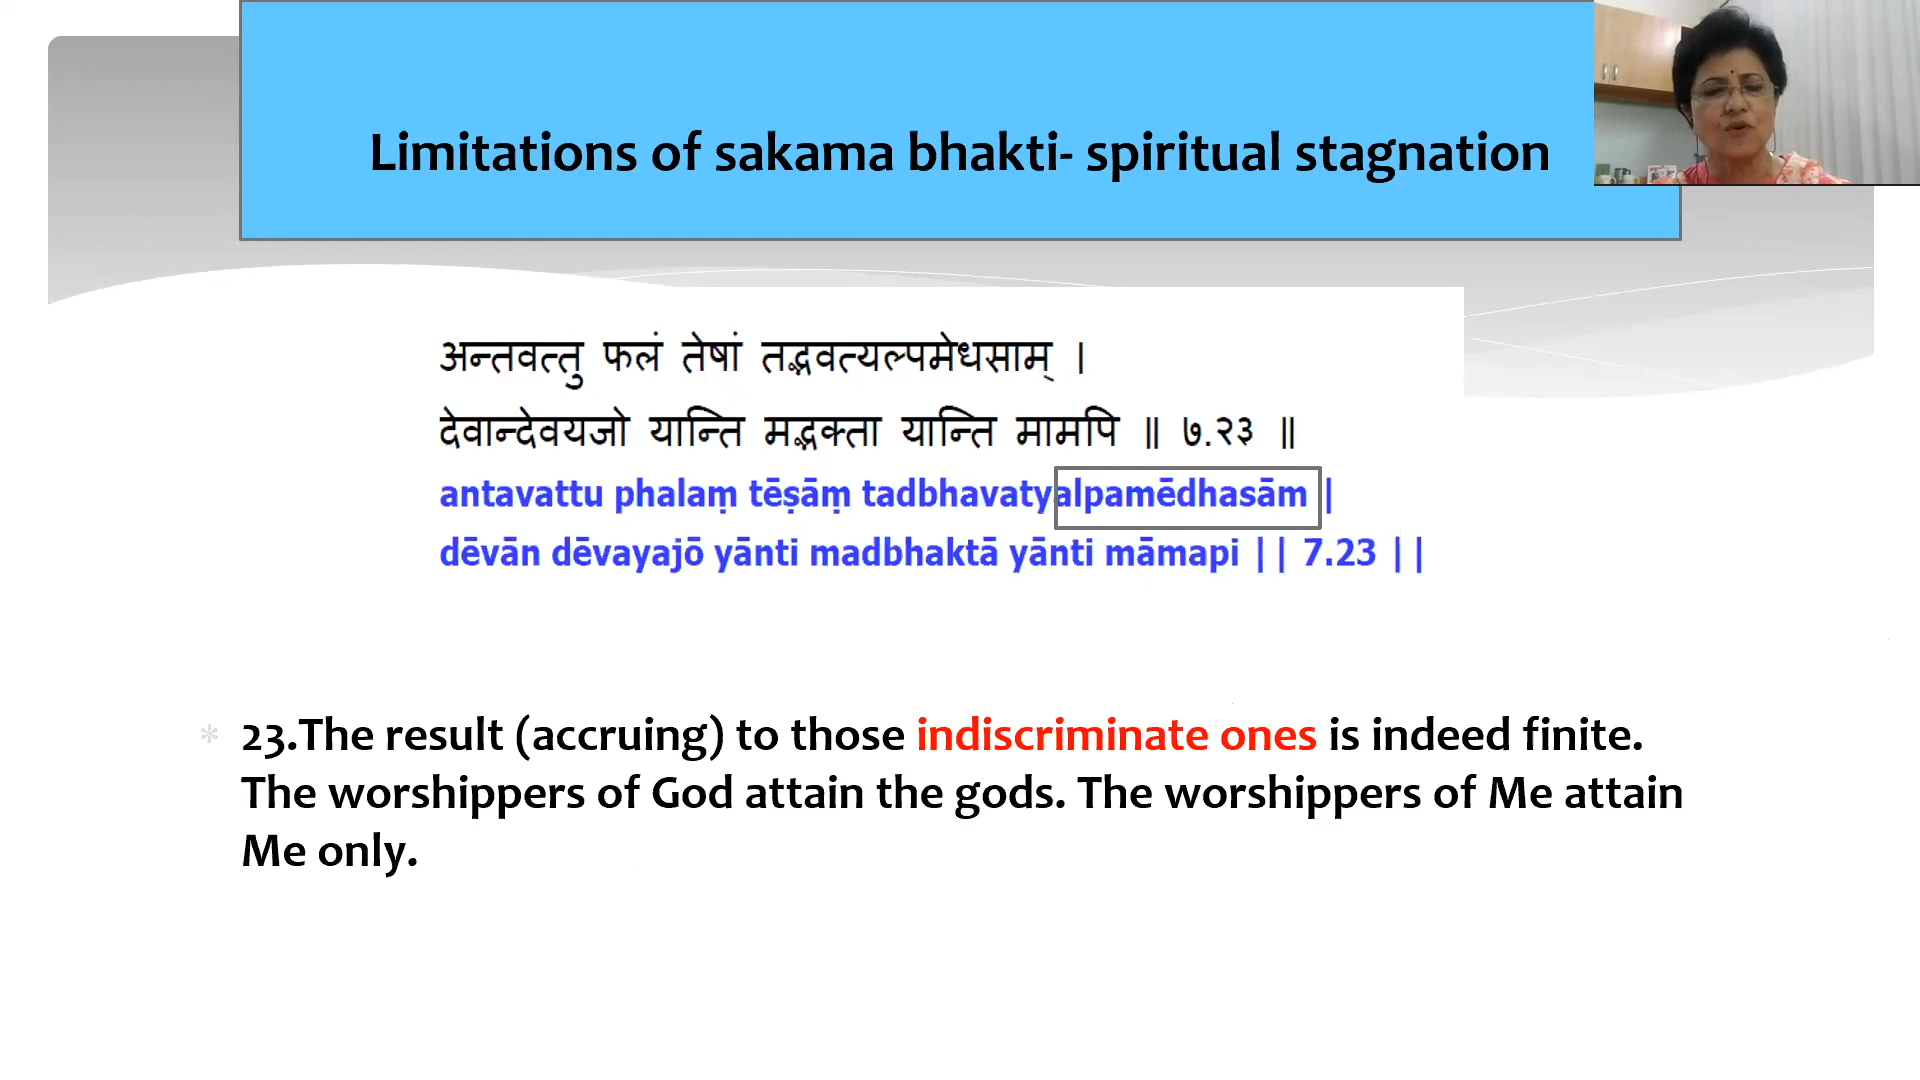 Limitations of sakama bhakti- spiritual stagnation
अन्तवत्तु फलं तेषां तद्भवत्यल्पमेधसाम् ।
देवान्देवयजो यान्ति मद्भक्ता यान्ति मामपि ॥ ७.२३ ॥
antavattu phalaṃ tēṣāṃ tadbhavatyalpamēdhasām |
dēvān dēvayajō yānti madbhaktā yānti māmapi || 7.23 ||
* 23.The result (accruing) to those indiscriminate ones is indeed finite.
The worshippers of God attain the gods. The worshippers of Me attain
Me only.